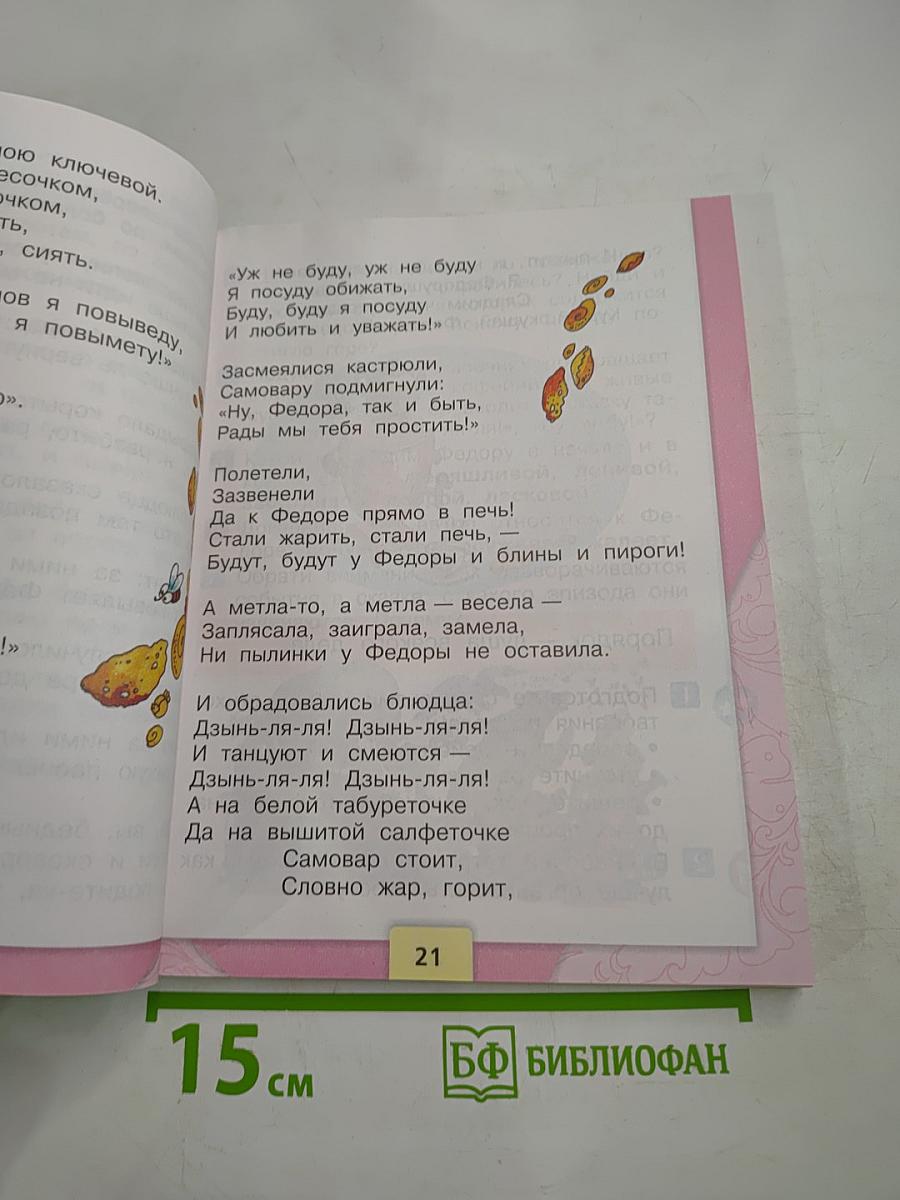 ключевой.
сиять.
я повыведу,
я повымету!»
«Уж не буду, уж не буду
Я посуду обижать,
Буду, буду я посуду
И любить и уважать!»
Засмеялися кастрюли,
Самовару подмигнули:
«Ну, Федора, так и быть,
Рады мы тебя простить!»
Полетели,
Зазвенели
Да к Федоре прямо в печь!
Стали жарить, стали печь, —
Будут, будут у Федоры и блины и пироги!
А метла-то, а метла — весела —
Заплясала, заиграла, замела,
Ни пылинки у Федоры не оставила.
И обрадовались блюдца:
Дзынь-ля-ля! Дзынь-ля-ля!
И танцуют и смеются —
Дзынь-ля-ля! Дзынь-ля-ля!
А на белой табуреточке
Да на вышитой салфеточке
Самовар стоит,
Словно жар, горит,
21
15 см
БФ БИБЛИОФАН